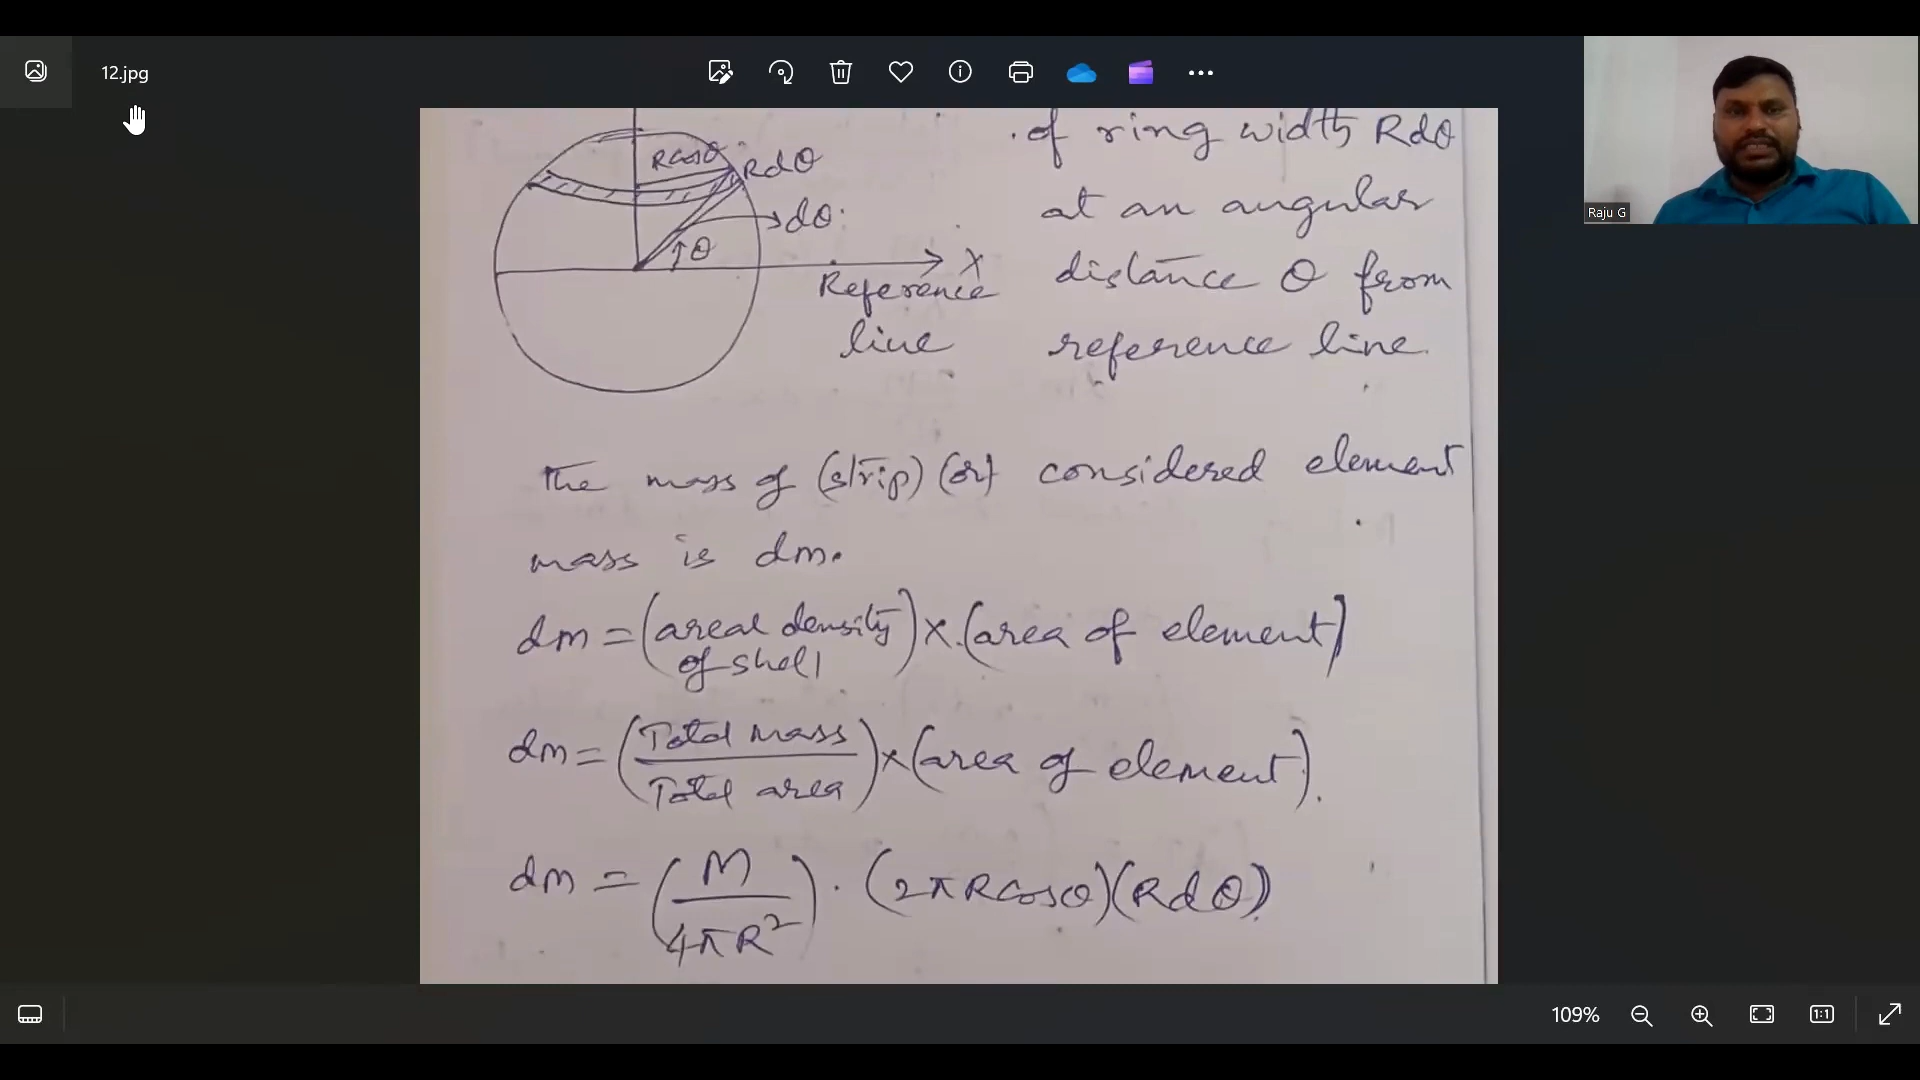 12.jpg
Raju G
of ring width Rdθ
Rcosθ
Rdθ
at an angular
dθ
θ
X
distance θ from
Reference
line
reference line.
The mass of (strip) (or) considered element
mass is dm.
dm = (areal density of shell) × (area of element)
dm = (Total mass / Total area) × (area of element).
dm = (M / 4πR²) . (2πRcosθ)(Rdθ)
109%
1:1